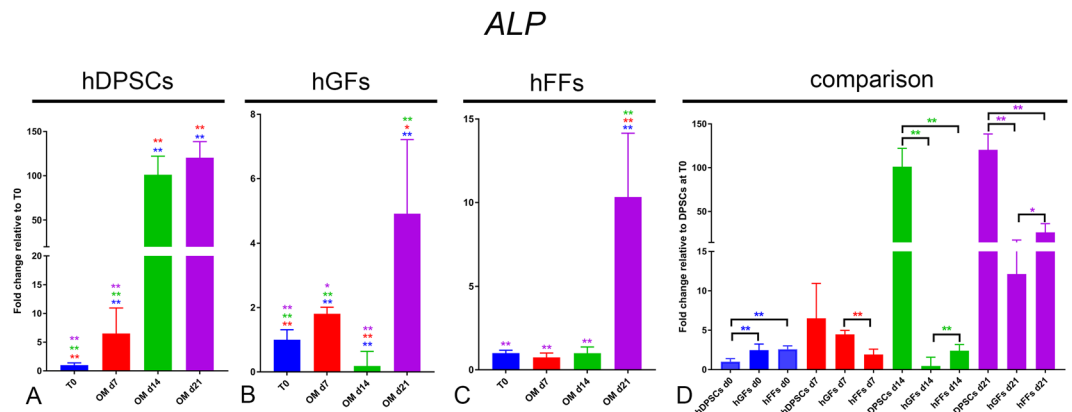 ALP
hDPSCs
hGFs
hFFs
comparison
Fold change relative to T0
150
100
50
20
15
10
5
0
**
**
**
**
**
**
**
**
**
**
T0
OM d7
OM d14
OM d21
A
8
6
4
2
0
**
**
**
*
**
**
**
**
**
**
*
**
T0
OM d7
OM d14
OM d21
B
15
10
5
0
**
**
**
**
**
**
T0
OM d7
OM d14
OM d21
C
Fold change relative to DPSCs at T0
150
100
50
15
10
5
0
**
**
**
**
**
**
**
**
*
hDPSCs d0
hGFs d0
hFFs d0
hDPSCs d7
hGFs d7
hFFs d7
DPSCs d14
hGFs d14
hFFs d14
DPSCs d21
hGFs d21
hFFs d21
D